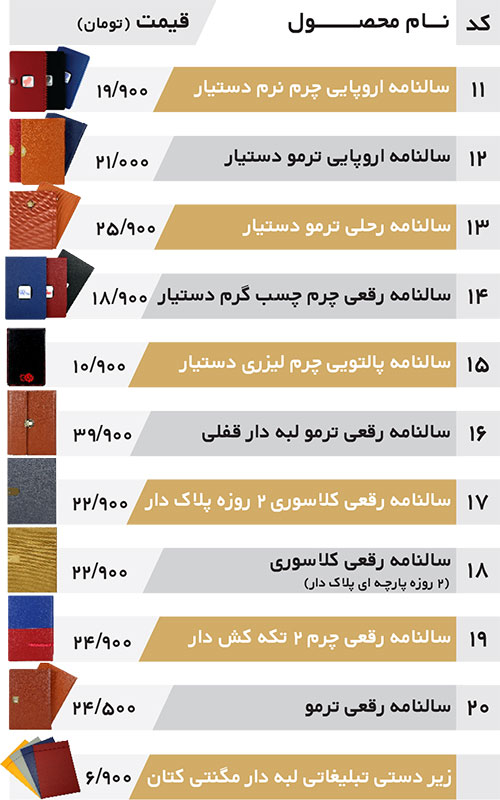 کد نـــام محصـــــــول قیمت (تومان)
۱۱ سالنامه اروپایی چرم نرم دستیار ۱۹/۹۰۰
۱۲ سالنامه اروپایی ترمو دستیار ۲۱/۰۰۰
۱۳ سالنامه رحلی ترمو دستیار ۲۵/۹۰۰
۱۴ سالنامه رقعی چرم چسب گرم دستیار ۱۸/۹۰۰
۱۵ سالنامه پالتویی چرم لیزری دستیار ۱۰/۹۰۰
۱۶ سالنامه رقعی ترمو لبه دار قفلی ۳۹/۹۰۰
۱۷ سالنامه رقعی کلاسوری ۲ روزه پلاک دار ۲۲/۹۰۰
۱۸ سالنامه رقعی کلاسوری ۲۲/۹۰۰
(۲ روزه پارچه ای پلاک دار)
۱۹ سالنامه رقعی چرم ۲ تکه کش دار ۲۴/۹۰۰
۲۰ سالنامه رقعی ترمو ۲۴/۵۰۰
زیر دستی تبلیغاتی لبه دار مگنتی کتان ۶/۹۰۰